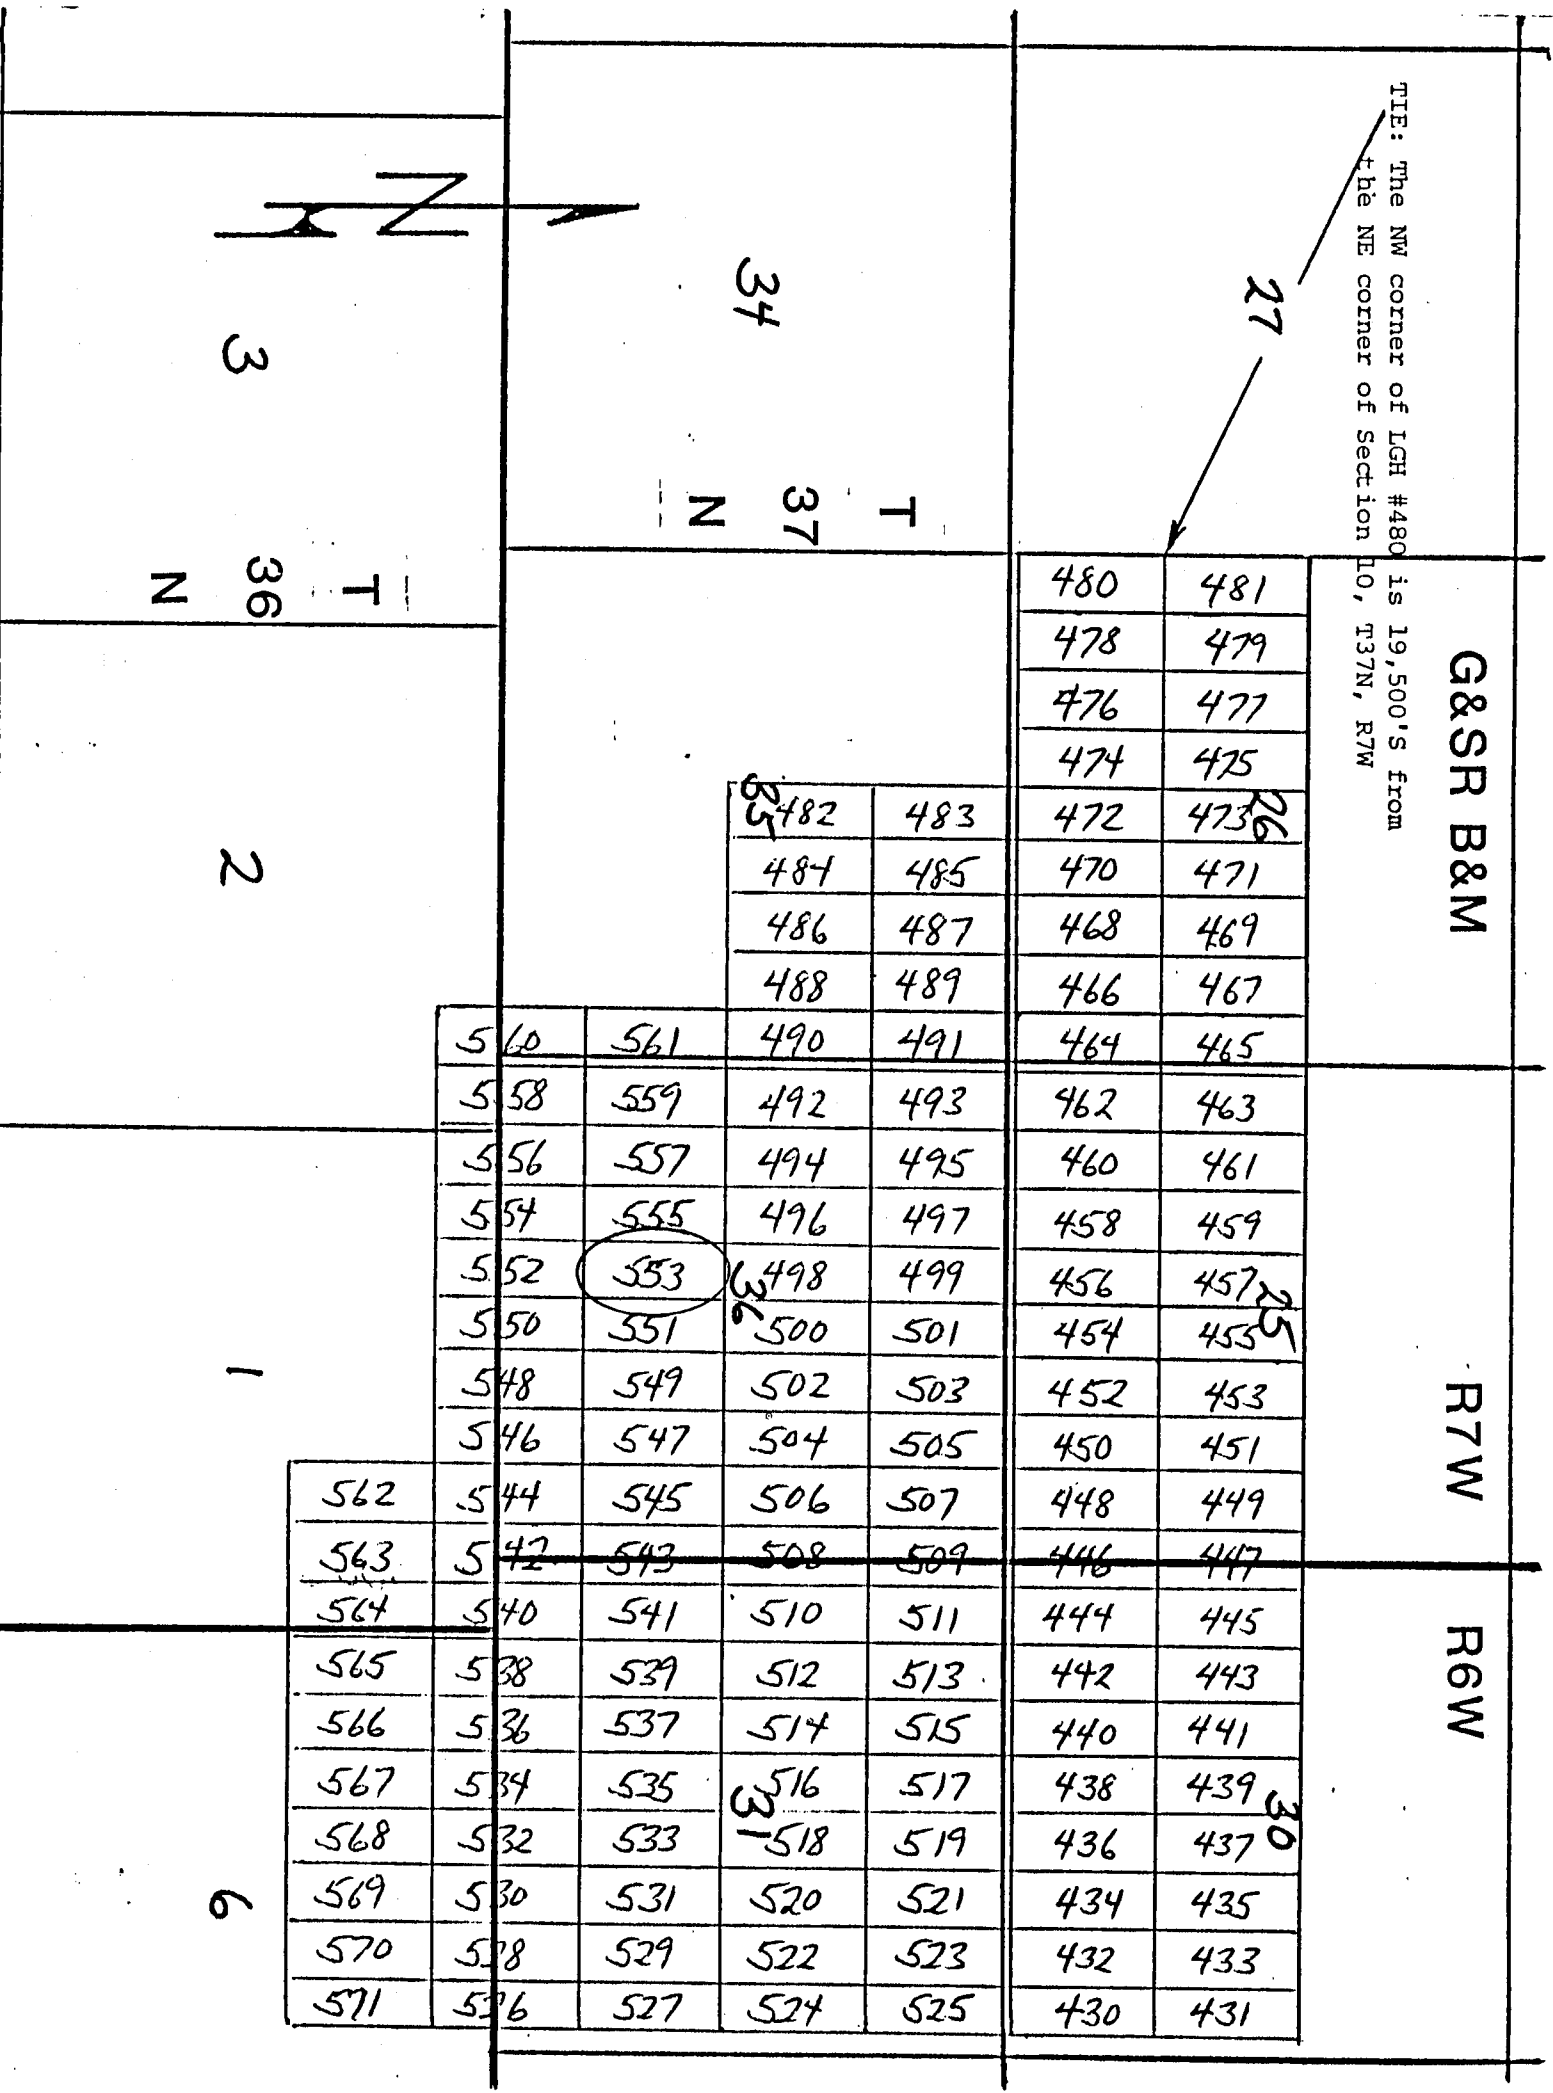 G&SR B&M R7W R6W
TIE: The NW corner of LGH #480 is 19,500'S from
the NE corner of Section 10, T37N, R7W
27
26
25
30
34
T
37
N
35
36
31
N
3
T
36
N
2
1
6
480 481
478 479
476 477
474 475
482 483 472 473
484 485 470 471
486 487 468 469
488 489 466 467
560 561 490 491 464 465
558 559 492 493 462 463
556 557 494 495 460 461
554 555 496 497 458 459
552 553 498 499 456 457
550 551 500 501 454 455
548 549 502 503 452 453
546 547 504 505 450 451
562 544 545 506 507 448 449
563 542 543 508 509 446 447
564 540 541 510 511 444 445
565 538 539 512 513 442 443
566 536 537 514 515 440 441
567 534 535 516 517 438 439
568 532 533 518 519 436 437
569 530 531 520 521 434 435
570 528 529 522 523 432 433
571 526 527 524 525 430 431